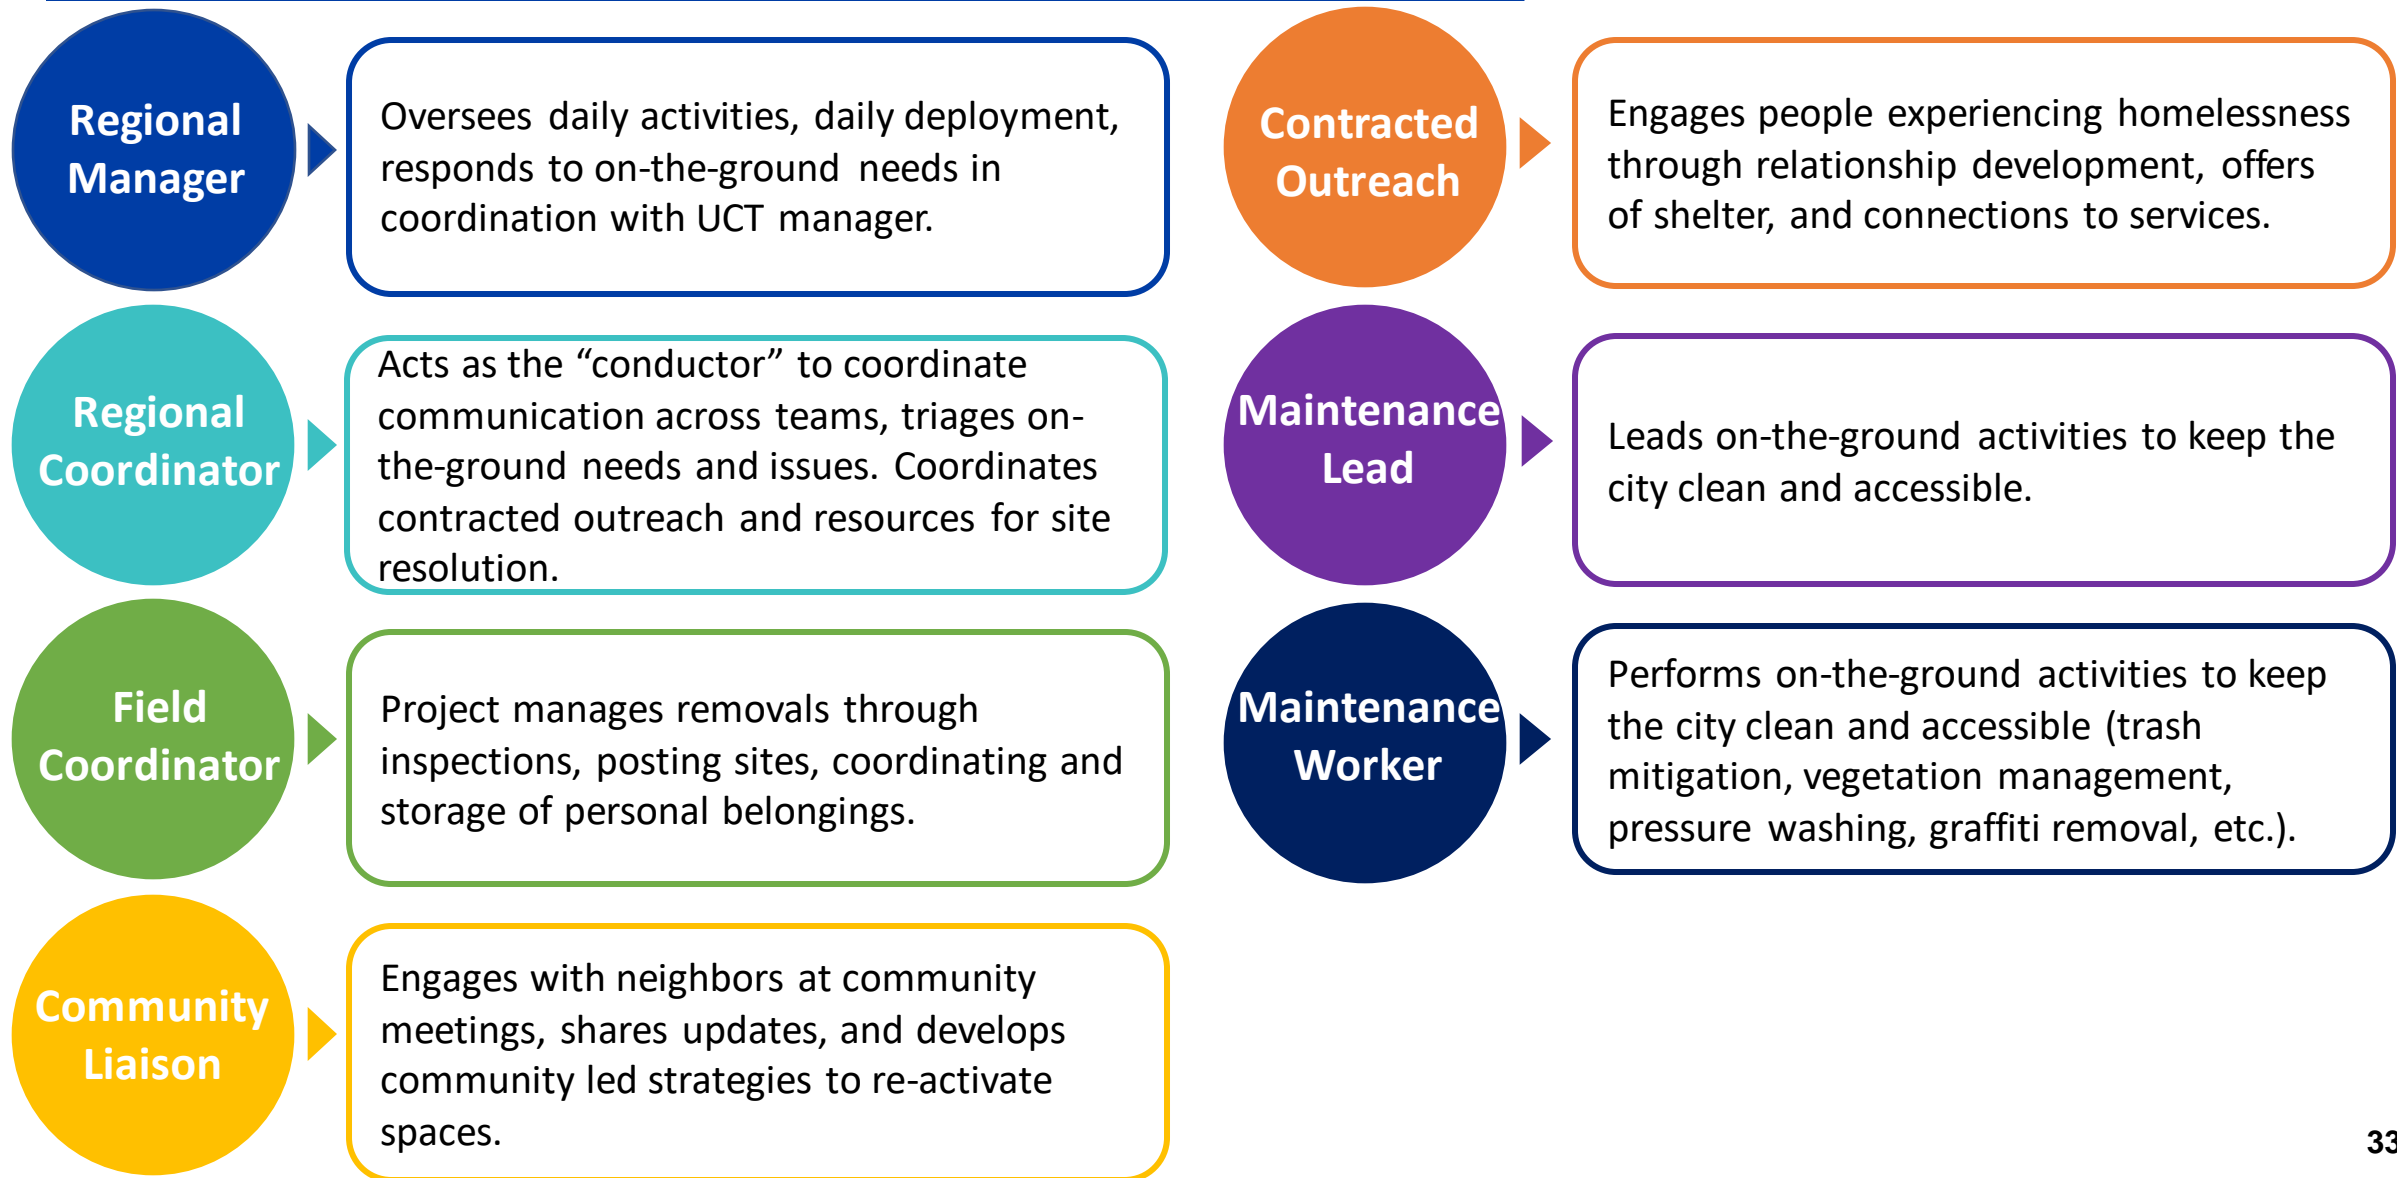 Regional
Manager
Oversees daily activities, daily deployment,
responds to on-the-ground needs in
coordination with UCT manager.
Regional
Coordinator
Acts as the “conductor” to coordinate
communication across teams, triages on-
the-ground needs and issues. Coordinates
contracted outreach and resources for site
resolution.
Field
Coordinator
Project manages removals through
inspections, posting sites, coordinating and
storage of personal belongings.
Community
Liaison
Engages with neighbors at community
meetings, shares updates, and develops
community led strategies to re-activate
spaces.
Contracted
Outreach
Engages people experiencing homelessness
through relationship development, offers
of shelter, and connections to services.
Maintenance
Lead
Leads on-the-ground activities to keep the
city clean and accessible.
Maintenance
Worker
Performs on-the-ground activities to keep
the city clean and accessible (trash
mitigation, vegetation management,
pressure washing, graffiti removal, etc.).
33